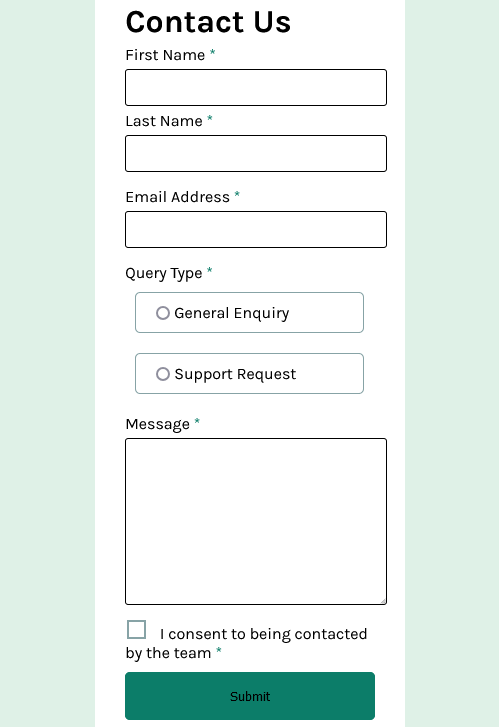 Contact Us
First Name *
Last Name *
Email Address *
Query Type *
General Enquiry
Support Request
Message *
I consent to being contacted
by the team *
Submit